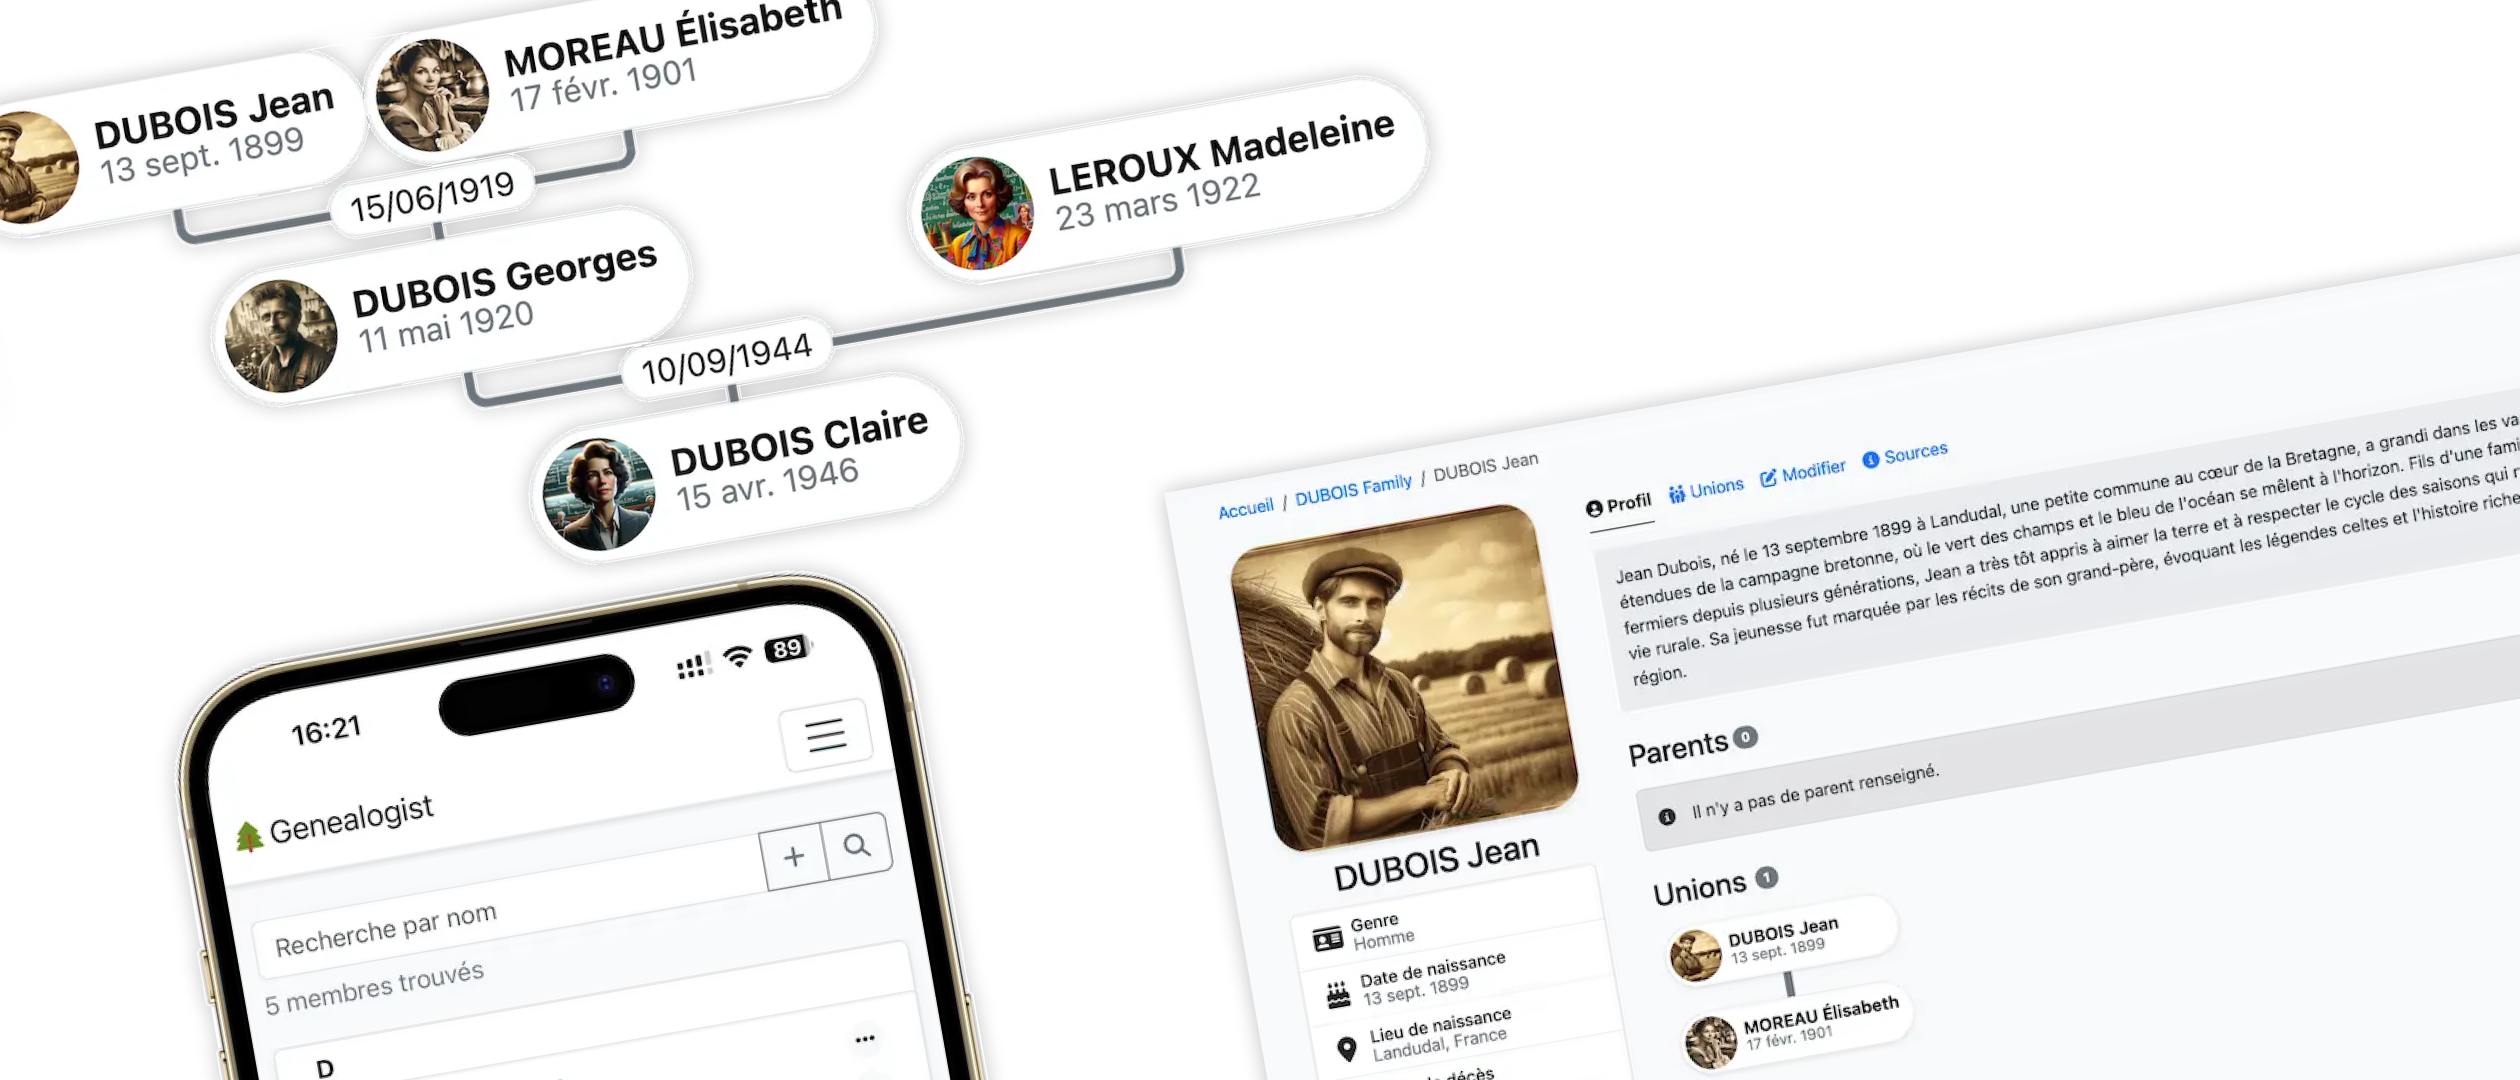 MOREAU Élisabeth
17 févr. 1901
DUBOIS Jean
13 sept. 1899
15/06/1919
LEROUX Madeleine
23 mars 1922
DUBOIS Georges
11 mai 1920
10/09/1944
DUBOIS Claire
15 avr. 1946
16:21
89
Genealogist
Recherche par nom
5 membres trouvés
D
Accueil / DUBOIS Family / DUBOIS Jean
DUBOIS Jean
Genre
Homme
Date de naissance
13 sept. 1899
Lieu de naissance
Landudal, France
décès
Profil Unions Modifier Sources
Jean Dubois, né le 13 septembre 1899 à Landudal, une petite commune au cœur de la Bretagne, a grandi dans les
étendues de la campagne bretonne, où le vert des champs et le bleu de l'océan se mêlent à l'horizon. Fils d'une
fermiers depuis plusieurs générations, Jean a très tôt appris à aimer la terre et à respecter le cycle des saisons qui
vie rurale. Sa jeunesse fut marquée par les récits de son grand-père, évoquant les légendes celtes et l'histoire riche
région.
Parents 0
Il n'y a pas de parent renseigné.
Unions 1
DUBOIS Jean
13 sept. 1899
MOREAU Élisabeth
17 févr. 1901